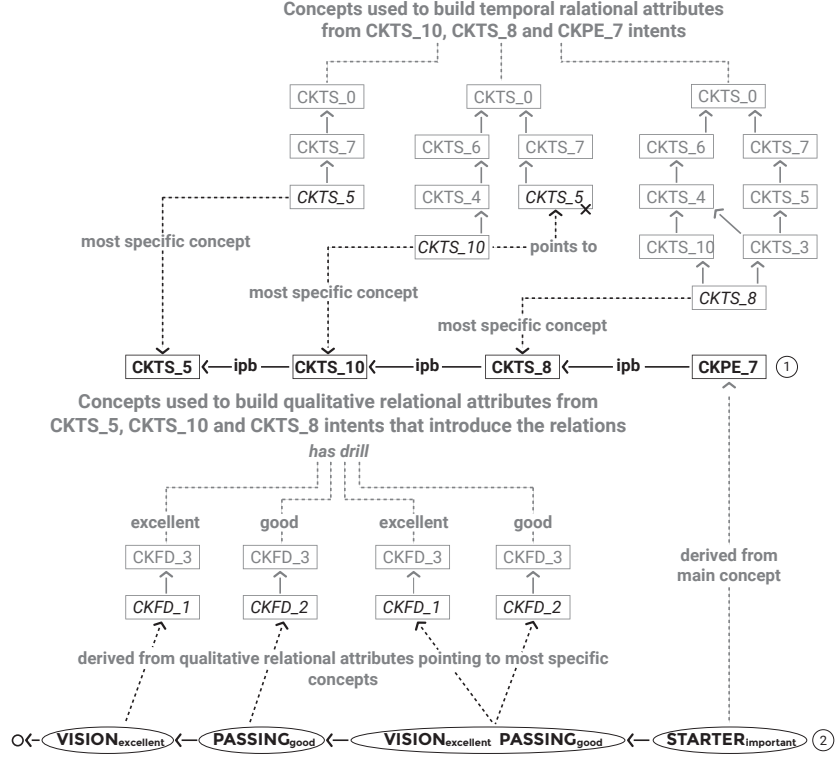 Concepts used to build temporal ralational attributes
from CKTS_10, CKTS_8 and CKPE_7 intents
CKTS_0 CKTS_0 CKTS_0
CKTS_7 CKTS_6 CKTS_7 CKTS_6 CKTS_7
CKTS_5 CKTS_4 CKTS_5 CKTS_4 CKTS_5
most specific concept CKTS_10 points to CKTS_10 CKTS_3
most specific concept CKTS_8
most specific concept
CKTS_5 ipb CKTS_10 ipb CKTS_8 ipb CKPE_7 1
Concepts used to build qualitative relational attributes from
CKTS_5, CKTS_10 and CKTS_8 intents that introduce the relations
has drill
excellent good excellent good
CKFD_3 CKFD_3 CKFD_3 CKFD_3
derived from
main concept
CKFD_1 CKFD_2 CKFD_1 CKFD_2
derived from qualitative relational attributes pointing to most specific
concepts
VISIONexcellent PASSINGgood VISIONexcellent PASSINGgood STARTERimportant 2